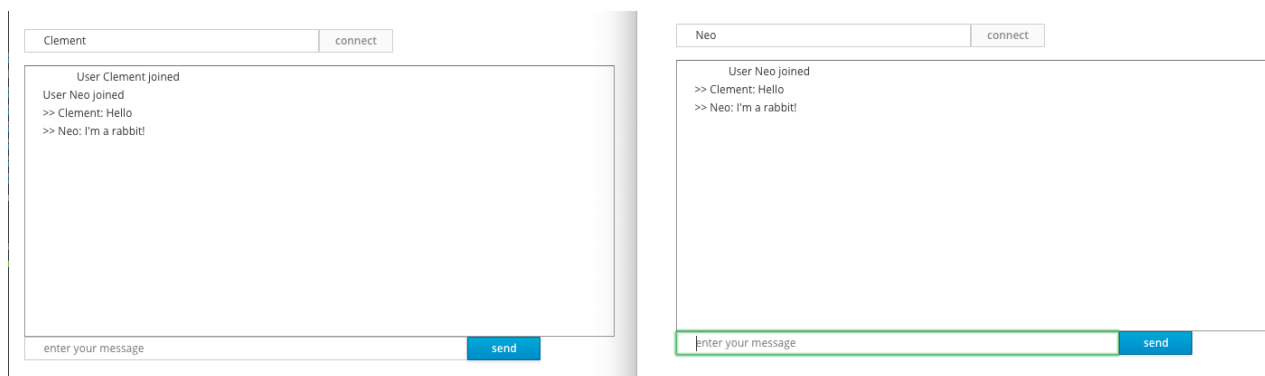 Clement
connect
User Clement joined
User Neo joined
>> Clement: Hello
>> Neo: I'm a rabbit!
enter your message
send
Neo
connect
User Neo joined
>> Clement: Hello
>> Neo: I'm a rabbit!
enter your message
send